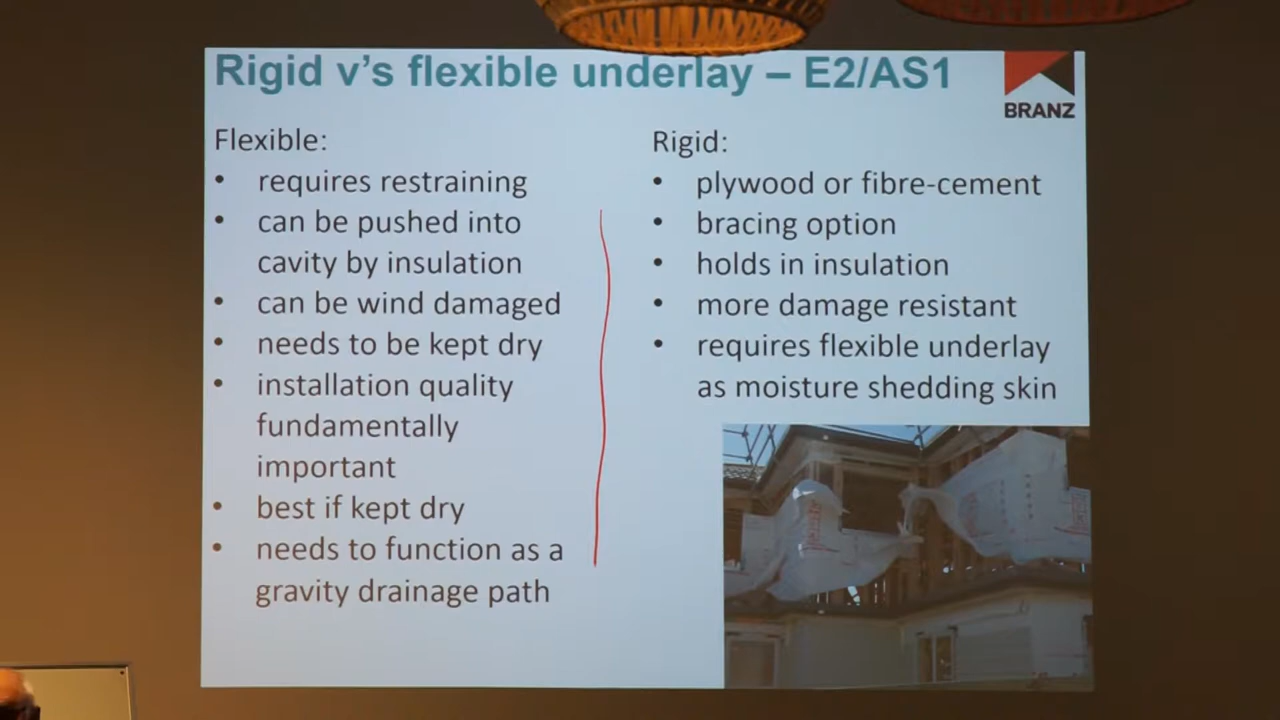 Rigid v’s flexible underlay – E2/AS1
BRANZ
Flexible:
• requires restraining
• can be pushed into
cavity by insulation
• can be wind damaged
• needs to be kept dry
• installation quality
fundamentally
important
• best if kept dry
• needs to function as a
gravity drainage path
Rigid:
• plywood or fibre-cement
• bracing option
• holds in insulation
• more damage resistant
• requires flexible underlay
as moisture shedding skin